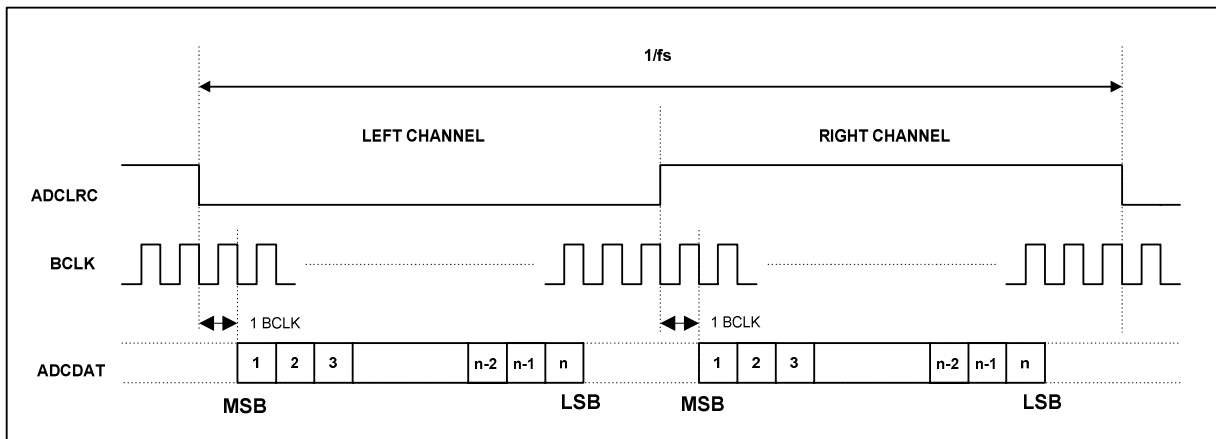 1/fs
LEFT CHANNEL RIGHT CHANNEL
ADCLRC
BCLK
1 BCLK 1 BCLK
ADCDAT 1 2 3 n-2 n-1 n 1 2 3 n-2 n-1 n
MSB LSB MSB LSB